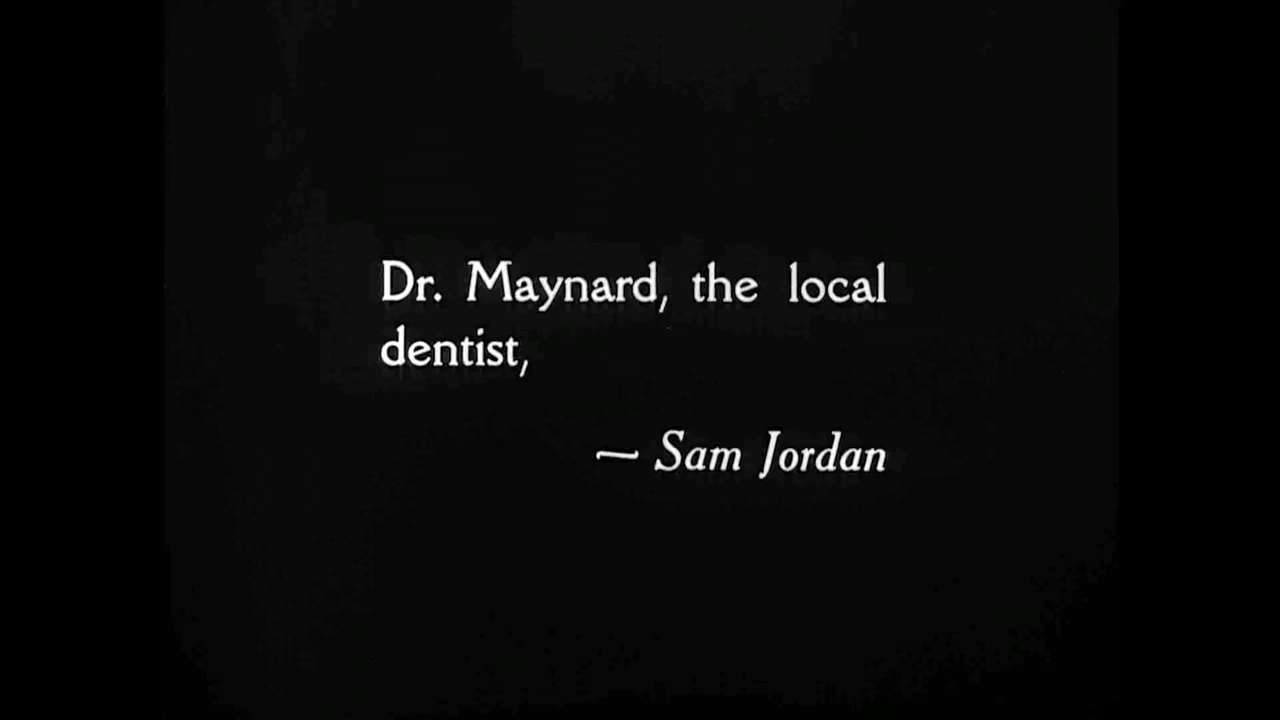 Dr. Maynard, the local
dentist,
— Sam Jordan